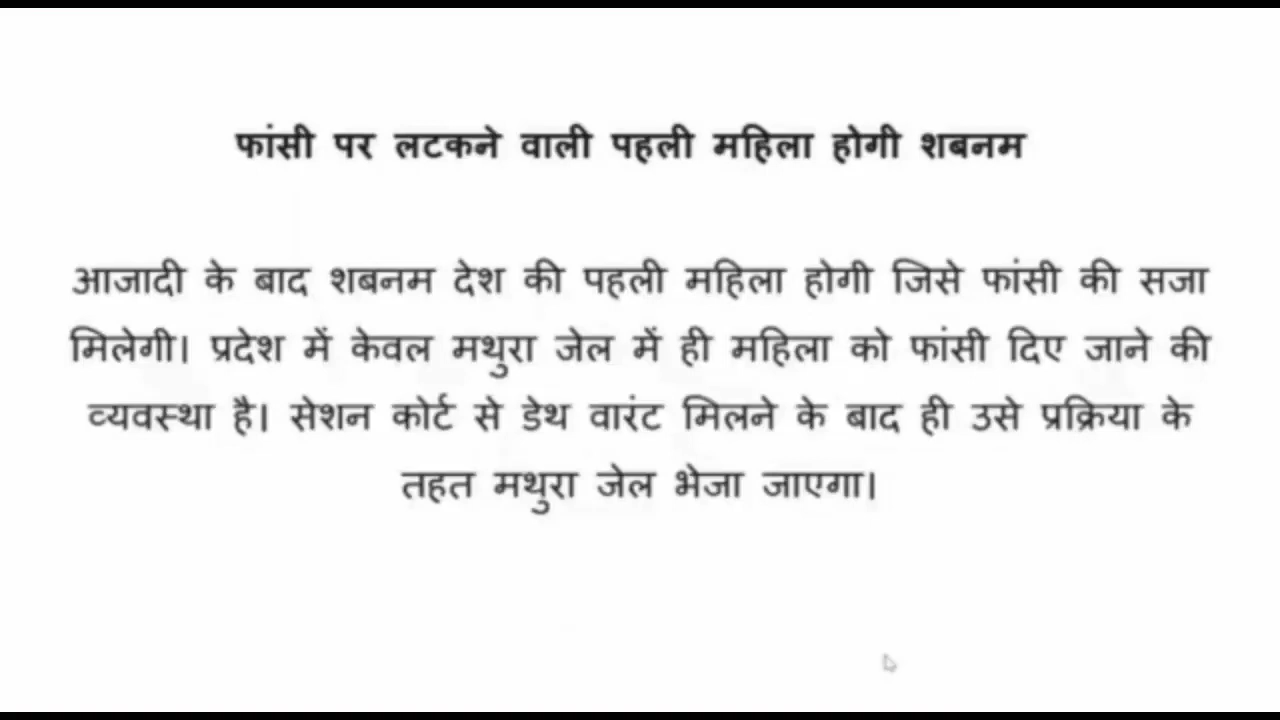 फांसी पर लटकने वाली पहली महिला होगी शबनम
आजादी के बाद शबनम देश की पहली महिला होगी जिसे फांसी की सजा
मिलेगी। प्रदेश में केवल मथुरा जेल में ही महिला को फांसी दिए जाने की
व्यवस्था है। सेशन कोर्ट से डेथ वारंट मिलने के बाद ही उसे प्रक्रिया के
तहत मथुरा जेल भेजा जाएगा।